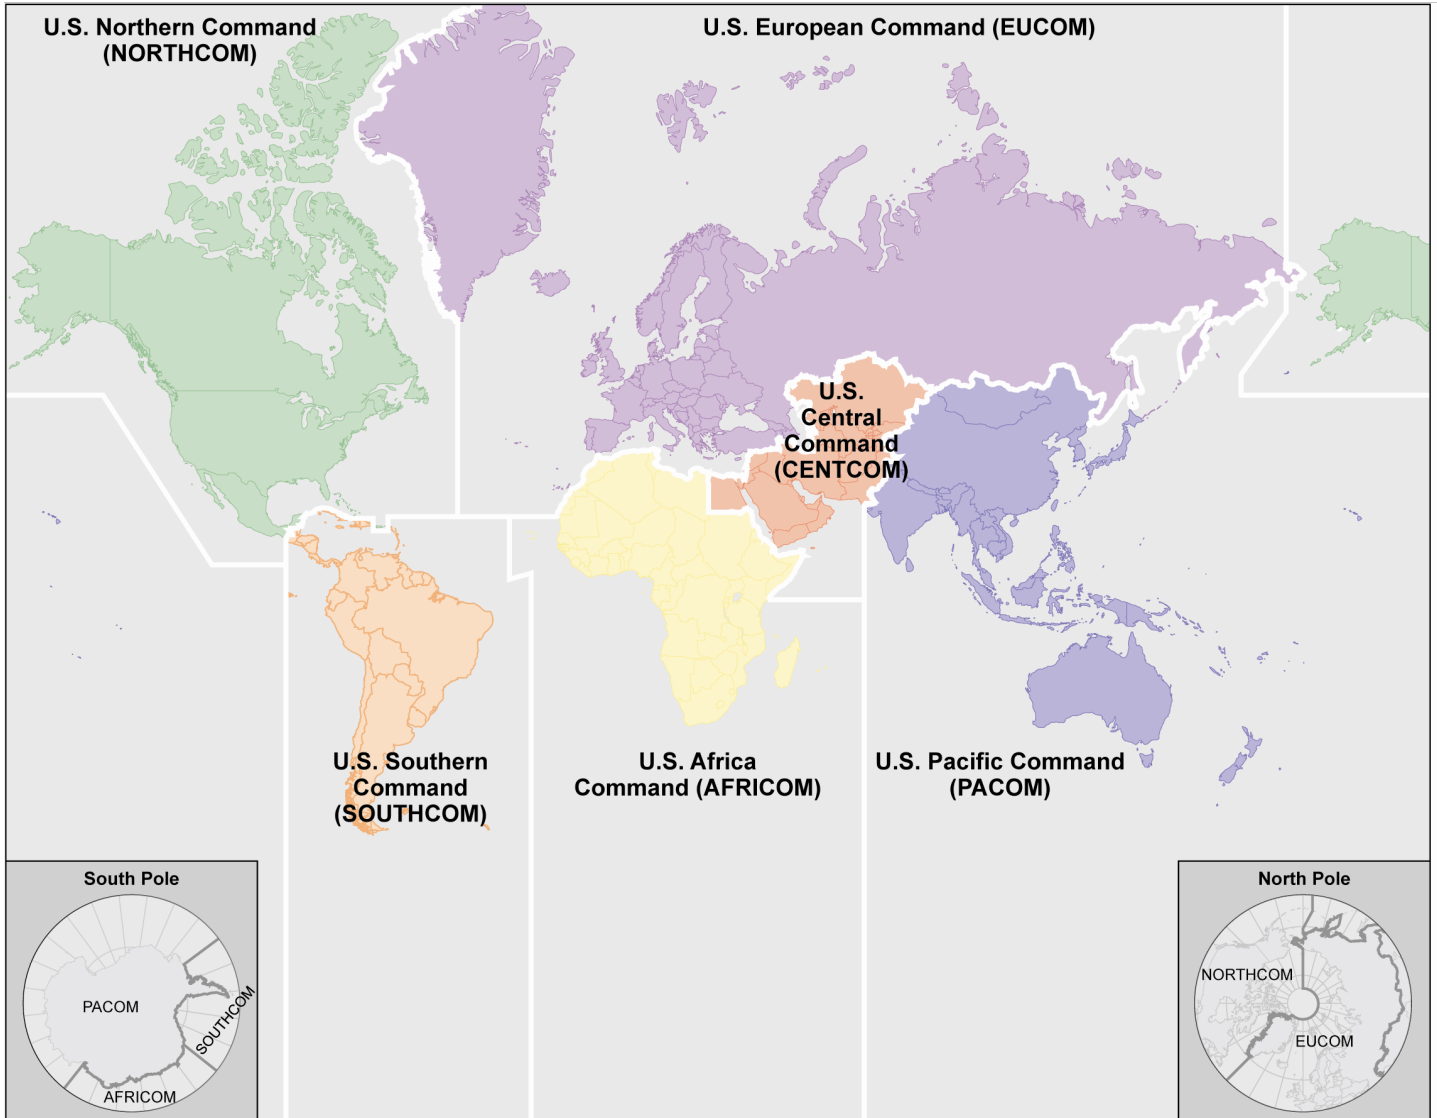 U.S. Northern Command
(NORTHCOM)
U.S. European Command (EUCOM)
U.S.
Central
Command
(CENTCOM)
U.S. Southern
Command
(SOUTHCOM)
U.S. Africa
Command (AFRICOM)
U.S. Pacific Command
(PACOM)
South Pole
PACOM
SOUTHCOM
AFRICOM
North Pole
NORTHCOM
EUCOM